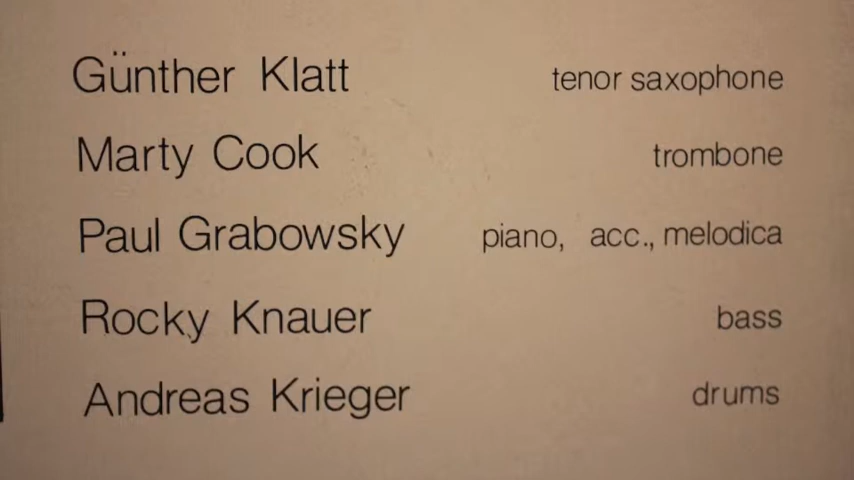 Günther Klatt tenor saxophone
Marty Cook trombone
Paul Grabowsky piano, acc., melodica
Rocky Knauer bass
Andreas Krieger drums